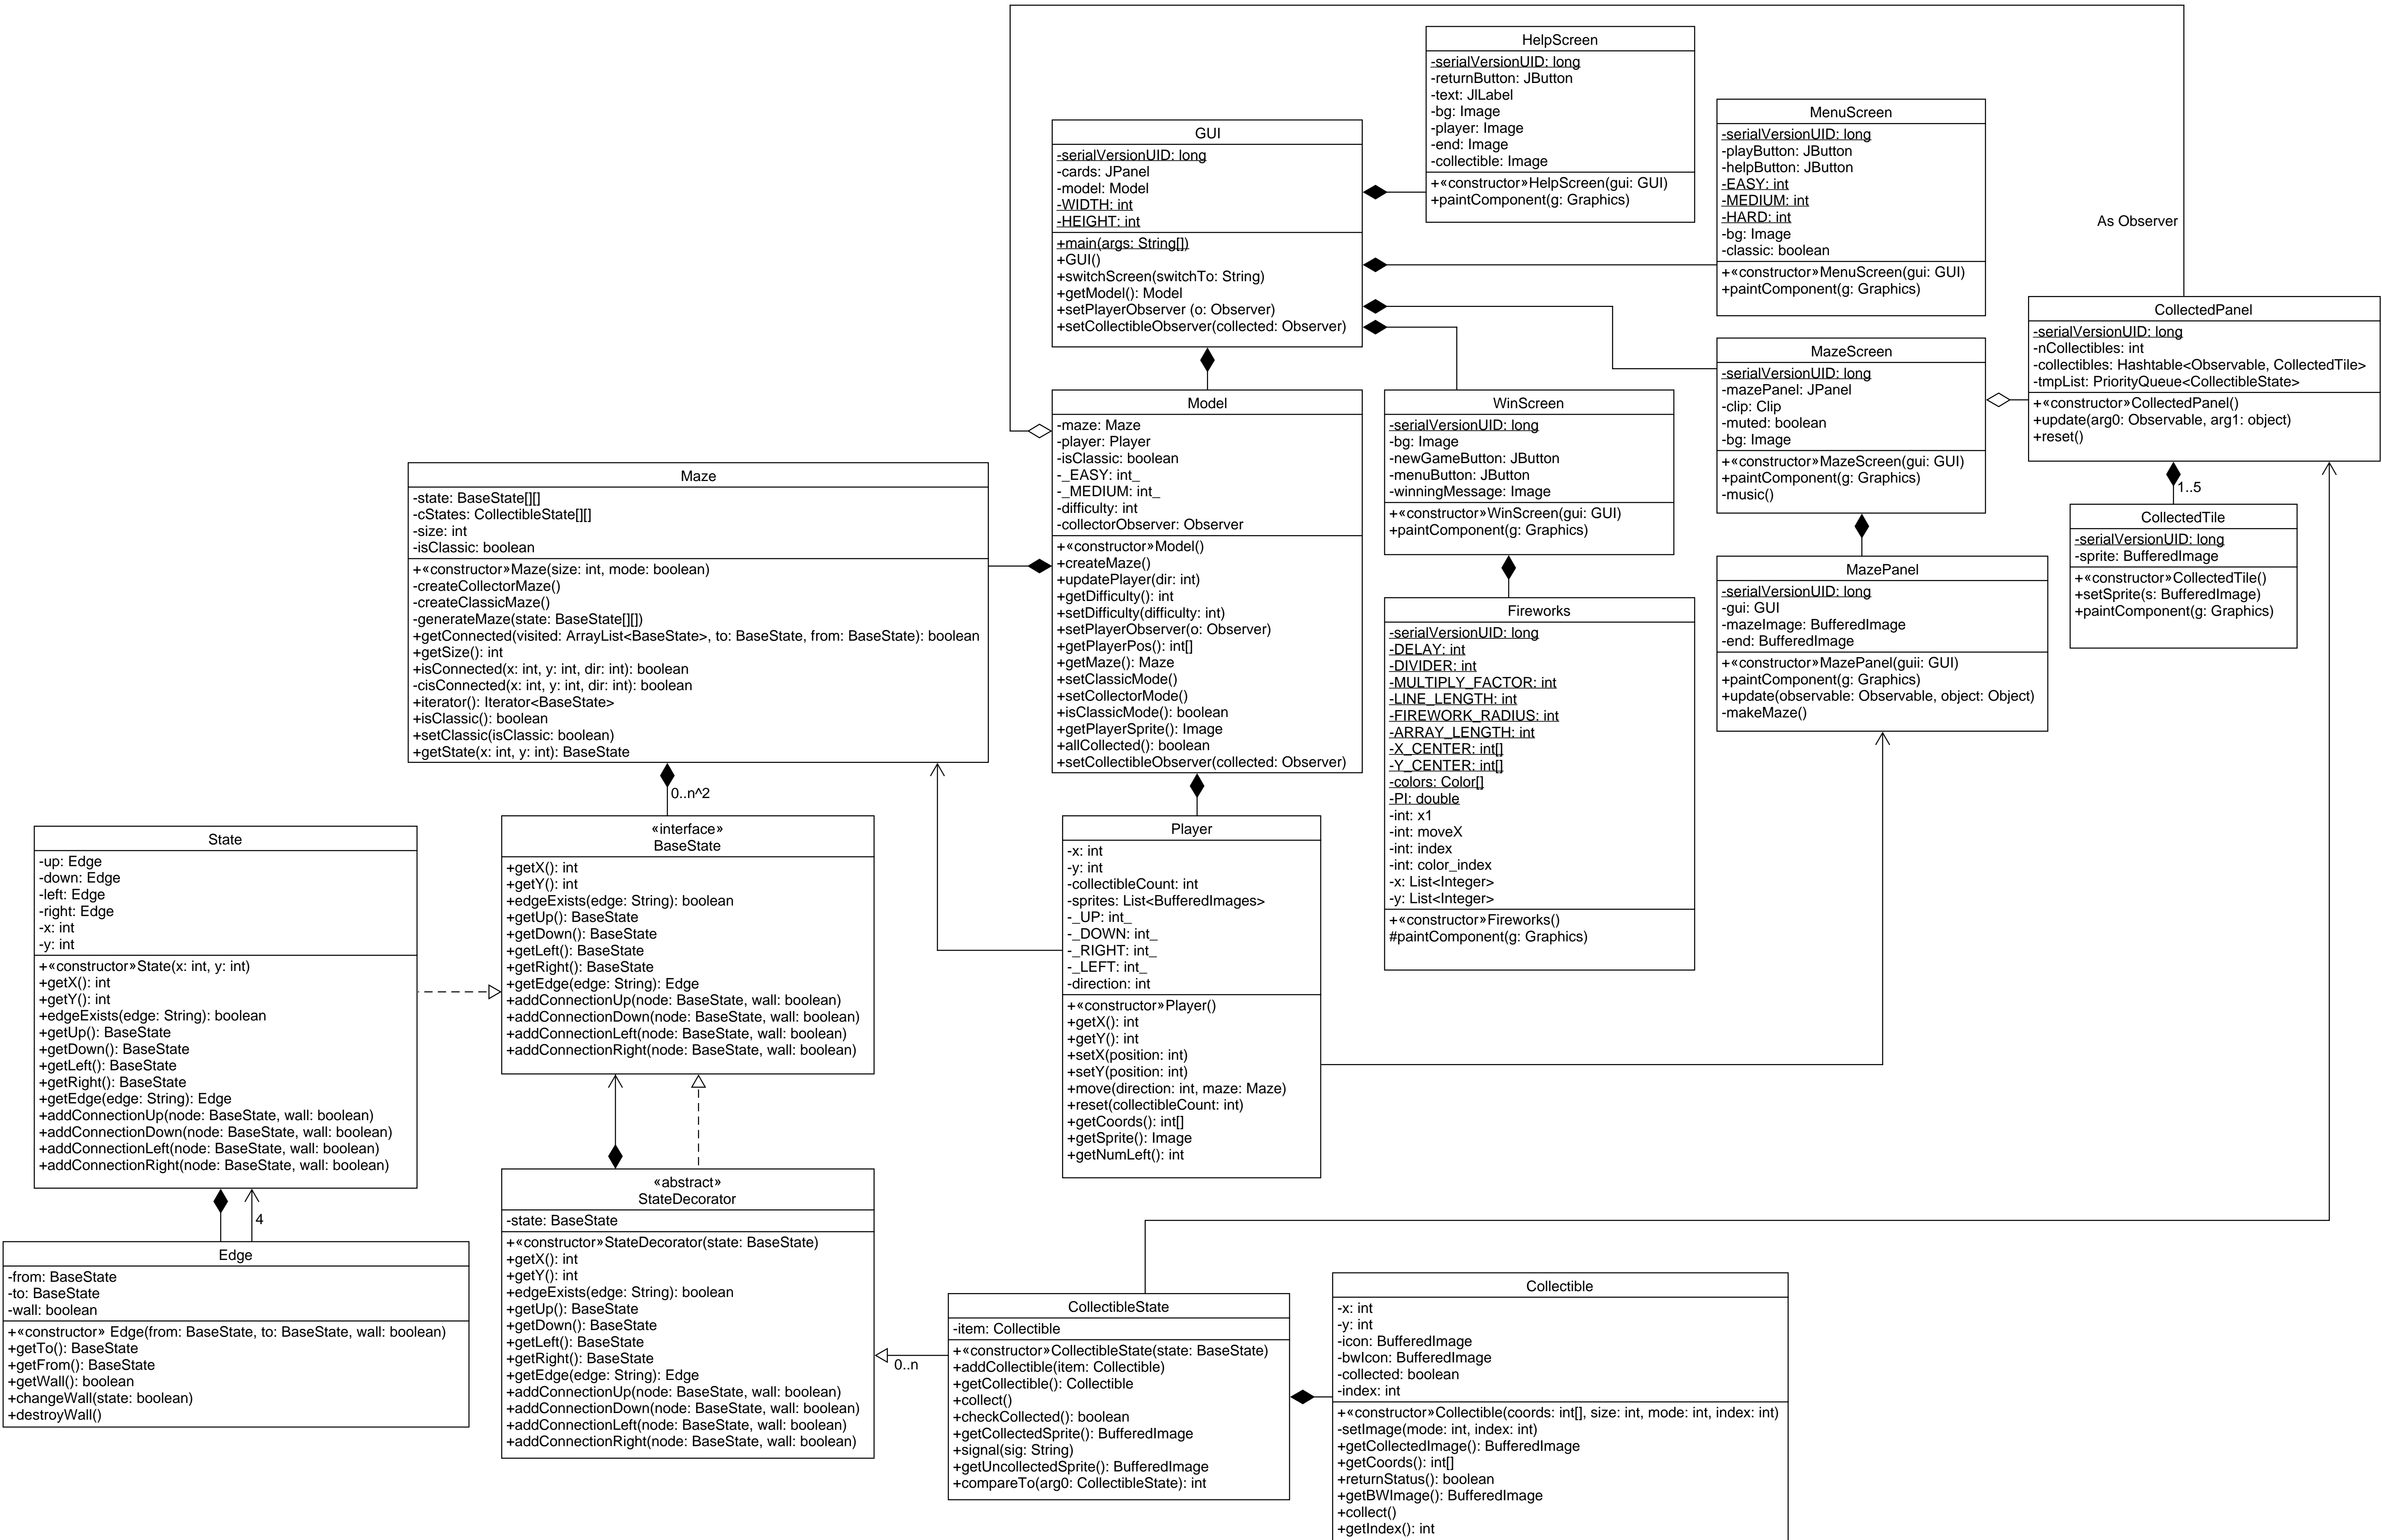 HelpScreen
-serialVersionUID: long
-returnButton: JButton
-text: JlLabel
-bg: Image
-player: Image
-end: Image
-collectible: Image
+«constructor»HelpScreen(gui: GUI)
+paintComponent(g: Graphics)
MenuScreen
-serialVersionUID: long
-playButton: JButton
-helpButton: JButton
-EASY: int
-MEDIUM: int
-HARD: int
-bg: Image
-classic: boolean
+«constructor»MenuScreen(gui: GUI)
+paintComponent(g: Graphics)
As Observer
GUI
-serialVersionUID: long
-cards: JPanel
-model: Model
-WIDTH: int
-HEIGHT: int
+main(args: String[])
+GUI()
+switchScreen(switchTo: String)
+getModel(): Model
+setPlayerObserver (o: Observer)
+setCollectibleObserver(collected: Observer)
CollectedPanel
-serialVersionUID: long
-nCollectibles: int
-collectibles: Hashtable<Observable, CollectedTile>
-tmpList: PriorityQueue<CollectibleState>
+«constructor»CollectedPanel()
+update(arg0: Observable, arg1: object)
+reset()
1..5
MazeScreen
-serialVersionUID: long
-mazePanel: JPanel
-clip: Clip
-muted: boolean
-bg: Image
+«constructor»MazeScreen(gui: GUI)
+paintComponent(g: Graphics)
-music()
Model
-maze: Maze
-player: Player
-isClassic: boolean
-_EASY: int_
-_MEDIUM: int_
-difficulty: int
-collectorObserver: Observer
+«constructor»Model()
+createMaze()
+updatePlayer(dir: int)
+getDifficulty(): int
+setDifficulty(difficulty: int)
+setPlayerObserver(o: Observer)
+getPlayerPos(): int[]
+getMaze(): Maze
+setClassicMode()
+setCollectorMode()
+isClassicMode(): boolean
+getPlayerSprite(): Image
+allCollected(): boolean
+setCollectibleObserver(collected: Observer)
WinScreen
-serialVersionUID: long
-bg: Image
-newGameButton: JButton
-menuButton: JButton
-winningMessage: Image
+«constructor»WinScreen(gui: GUI)
+paintComponent(g: Graphics)
Maze
-state: BaseState[][]
-cStates: CollectibleState[][]
-size: int
-isClassic: boolean
+«constructor»Maze(size: int, mode: boolean)
-createCollectorMaze()
-createClassicMaze()
-generateMaze(state: BaseState[][])
+getConnected(visited: ArrayList<BaseState>, to: BaseState, from: BaseState): boolean
+getSize(): int
+isConnected(x: int, y: int, dir: int): boolean
-cisConnected(x: int, y: int, dir: int): boolean
+iterator(): Iterator<BaseState>
+isClassic(): boolean
+setClassic(isClassic: boolean)
+getState(x: int, y: int): BaseState
0..n^2
CollectedTile
-serialVersionUID: long
-sprite: BufferedImage
+«constructor»CollectedTile()
+setSprite(s: BufferedImage)
+paintComponent(g: Graphics)
MazePanel
-serialVersionUID: long
-gui: GUI
-mazeImage: BufferedImage
-end: BufferedImage
+«constructor»MazePanel(guii: GUI)
+paintComponent(g: Graphics)
+update(observable: Observable, object: Object)
-makeMaze()
Fireworks
-serialVersionUID: long
-DELAY: int
-DIVIDER: int
-MULTIPLY_FACTOR: int
-LINE_LENGTH: int
-FIREWORK_RADIUS: int
-ARRAY_LENGTH: int
-X_CENTER: int[]
-Y_CENTER: int[]
-colors: Color[]
-PI: double
-int: x1
-int: moveX
-int: index
-int: color_index
-x: List<Integer>
-y: List<Integer>
+«constructor»Fireworks()
#paintComponent(g: Graphics)
State
-up: Edge
-down: Edge
-left: Edge
-right: Edge
-x: int
-y: int
+«constructor»State(x: int, y: int)
+getX(): int
+getY(): int
+edgeExists(edge: String): boolean
+getUp(): BaseState
+getDown(): BaseState
+getLeft(): BaseState
+getRight(): BaseState
+getEdge(edge: String): Edge
+addConnectionUp(node: BaseState, wall: boolean)
+addConnectionDown(node: BaseState, wall: boolean)
+addConnectionLeft(node: BaseState, wall: boolean)
+addConnectionRight(node: BaseState, wall: boolean)
4
«interface»
BaseState
+getX(): int
+getY(): int
+edgeExists(edge: String): boolean
+getUp(): BaseState
+getDown(): BaseState
+getLeft(): BaseState
+getRight(): BaseState
+getEdge(edge: String): Edge
+addConnectionUp(node: BaseState, wall: boolean)
+addConnectionDown(node: BaseState, wall: boolean)
+addConnectionLeft(node: BaseState, wall: boolean)
+addConnectionRight(node: BaseState, wall: boolean)
Player
-x: int
-y: int
-collectibleCount: int
-sprites: List<BufferedImages>
-_UP: int_
-_DOWN: int_
-_RIGHT: int_
-_LEFT: int_
-direction: int
+«constructor»Player()
+getX(): int
+getY(): int
+setX(position: int)
+setY(position: int)
+move(direction: int, maze: Maze)
+reset(collectibleCount: int)
+getCoords(): int[]
+getSprite(): Image
+getNumLeft(): int
Edge
-from: BaseState
-to: BaseState
-wall: boolean
+«constructor» Edge(from: BaseState, to: BaseState, wall: boolean)
+getTo(): BaseState
+getFrom(): BaseState
+getWall(): boolean
+changeWall(state: boolean)
+destroyWall()
«abstract»
StateDecorator
-state: BaseState
+«constructor»StateDecorator(state: BaseState)
+getX(): int
+getY(): int
+edgeExists(edge: String): boolean
+getUp(): BaseState
+getDown(): BaseState
+getLeft(): BaseState
+getRight(): BaseState
+getEdge(edge: String): Edge
+addConnectionUp(node: BaseState, wall: boolean)
+addConnectionDown(node: BaseState, wall: boolean)
+addConnectionLeft(node: BaseState, wall: boolean)
+addConnectionRight(node: BaseState, wall: boolean)
0..n
CollectibleState
-item: Collectible
+«constructor»CollectibleState(state: BaseState)
+addCollectible(item: Collectible)
+getCollectible(): Collectible
+collect()
+checkCollected(): boolean
+getCollectedSprite(): BufferedImage
+signal(sig: String)
+getUncollectedSprite(): BufferedImage
+compareTo(arg0: CollectibleState): int
Collectible
-x: int
-y: int
-icon: BufferedImage
-bwIcon: BufferedImage
-collected: boolean
-index: int
+«constructor»Collectible(coords: int[], size: int, mode: int, index: int)
-setImage(mode: int, index: int)
+getCollectedImage(): BufferedImage
+getCoords(): int[]
+returnStatus(): boolean
+getBWImage(): BufferedImage
+collect()
+getIndex(): int